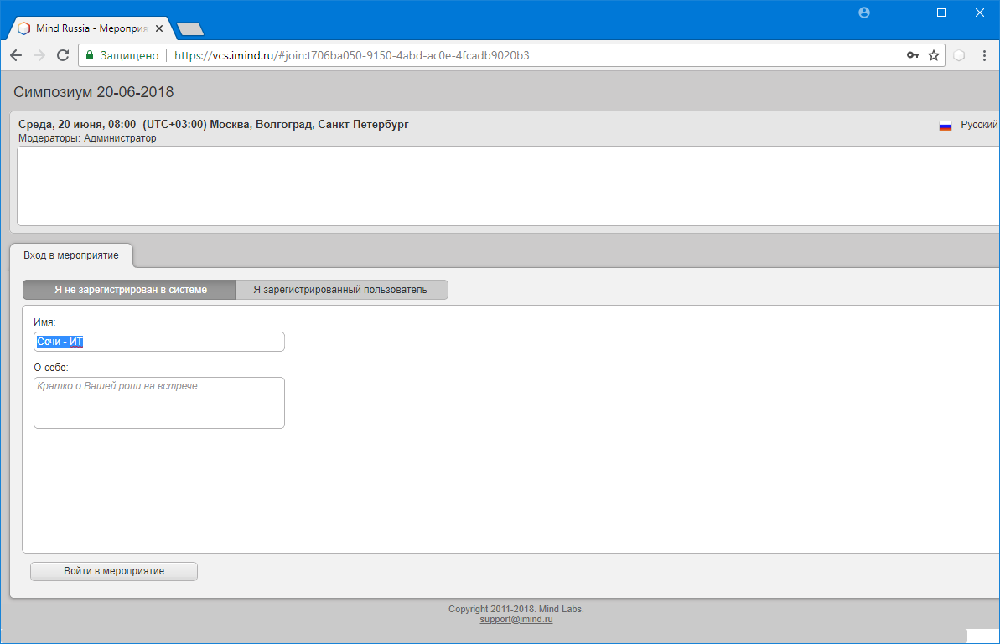 Mind Russia - Меропри
Защищено
https://vcs.imind.ru/#join:t706ba050-9150-4abd-ac0e-4fcadb9020b3
Симпозиум 20-06-2018
Среда, 20 июня, 08:00 (UTC+03:00) Москва, Волгоград, Санкт-Петербург
Русский
Модераторы: Администратор
Вход в мероприятие
Я не зарегистрирован в системе
Я зарегистрированный пользователь
Имя:
Сочи - ИТ
О себе:
Кратко о Вашей роли на встрече
Войти в мероприятие
Copyright 2011-2018. Mind Labs.
support@imind.ru